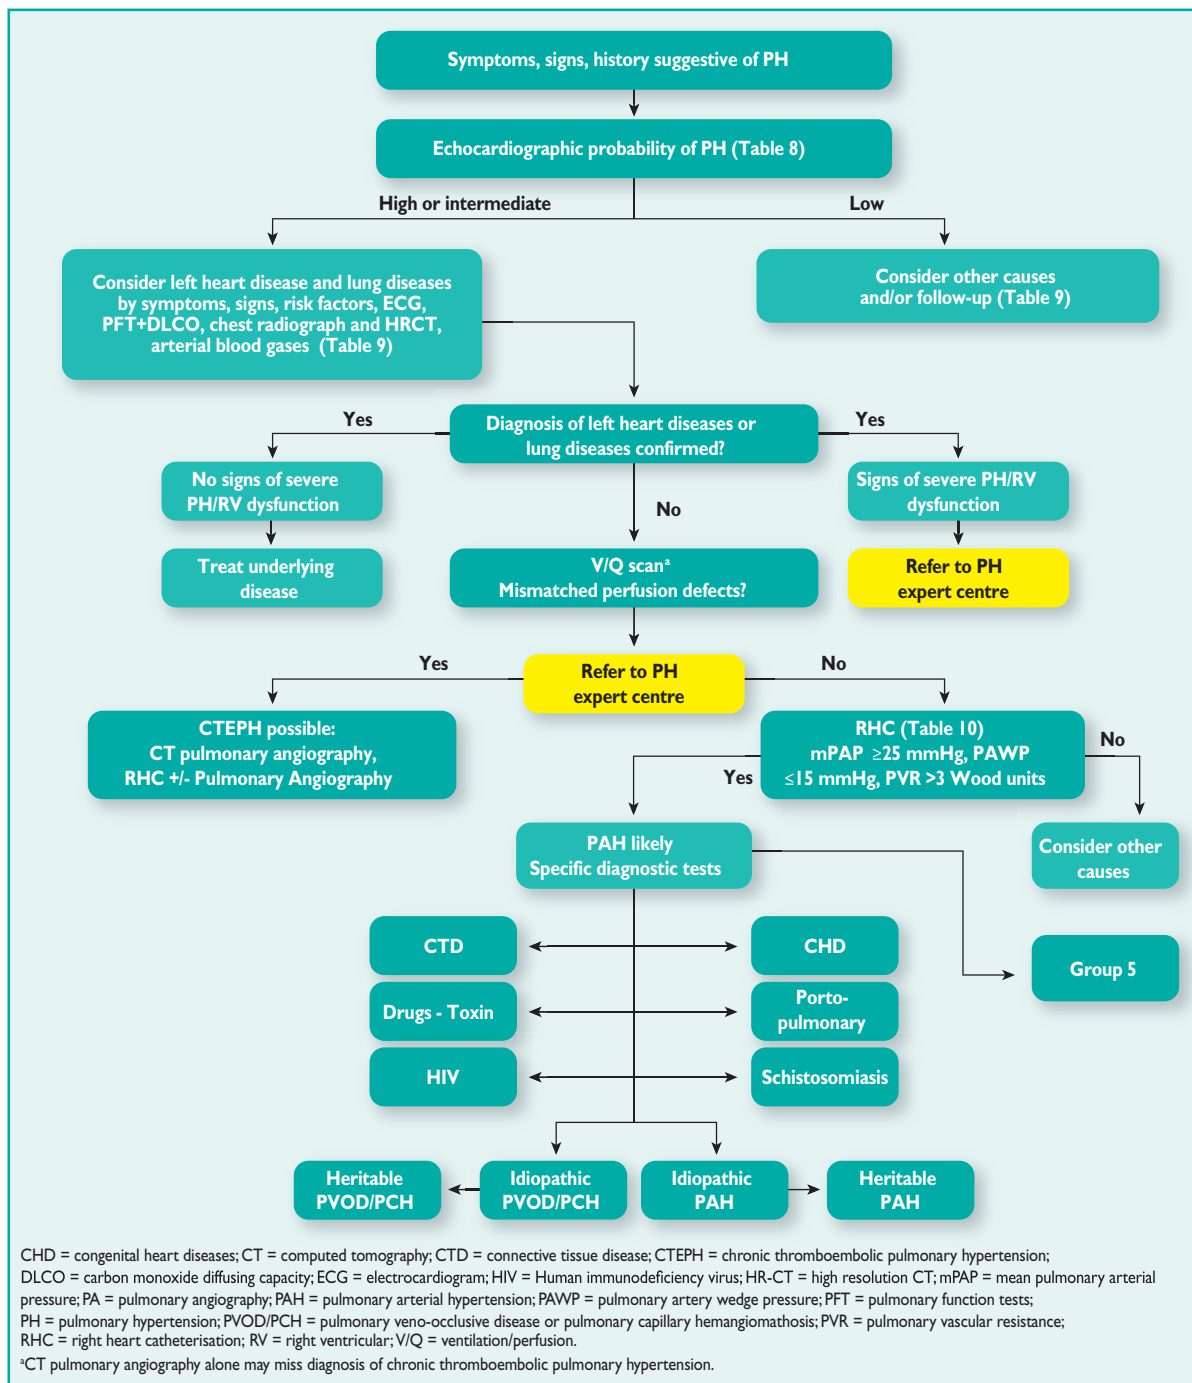 Symptoms, signs, history suggestive of PH
Echocardiographic probability of PH (Table 8)
High or intermediate
Low
Consider left heart disease and lung diseases
by symptoms, signs, risk factors, ECG,
PFT+DLCO, chest radiograph and HRCT,
arterial blood gases (Table 9)
Consider other causes
and/or follow-up (Table 9)
Yes
Diagnosis of left heart diseases or
lung diseases confirmed?
Yes
No signs of severe
PH/RV dysfunction
Signs of severe PH/RV
dysfunction
No
Treat underlying
disease
V/Q scanᵃ
Mismatched perfusion defects?
Refer to PH
expert centre
Yes
Refer to PH
expert centre
No
CTEPH possible:
CT pulmonary angiography,
RHC +/- Pulmonary Angiography
RHC (Table 10)
mPAP ≥25 mmHg, PAWP
≤15 mmHg, PVR >3 Wood units
No
Yes
PAH likely
Specific diagnostic tests
Consider other
causes
CTD
CHD
Group 5
Drugs - Toxin
Porto-
pulmonary
HIV
Schistosomiasis
Heritable
PVOD/PCH
Idiopathic
PVOD/PCH
Idiopathic
PAH
Heritable
PAH
CHD = congenital heart diseases; CT = computed tomography; CTD = connective tissue disease; CTEPH = chronic thromboembolic pulmonary hypertension;
DLCO = carbon monoxide diffusing capacity; ECG = electrocardiogram; HIV = Human immunodeficiency virus; HR-CT = high resolution CT; mPAP = mean pulmonary arterial
pressure; PA = pulmonary angiography; PAH = pulmonary arterial hypertension; PAWP = pulmonary artery wedge pressure; PFT = pulmonary function tests;
PH = pulmonary hypertension; PVOD/PCH = pulmonary veno-occlusive disease or pulmonary capillary hemangiomathosis; PVR = pulmonary vascular resistance;
RHC = right heart catheterisation; RV = right ventricular; V/Q = ventilation/perfusion.
ᵃCT pulmonary angiography alone may miss diagnosis of chronic thromboembolic pulmonary hypertension.